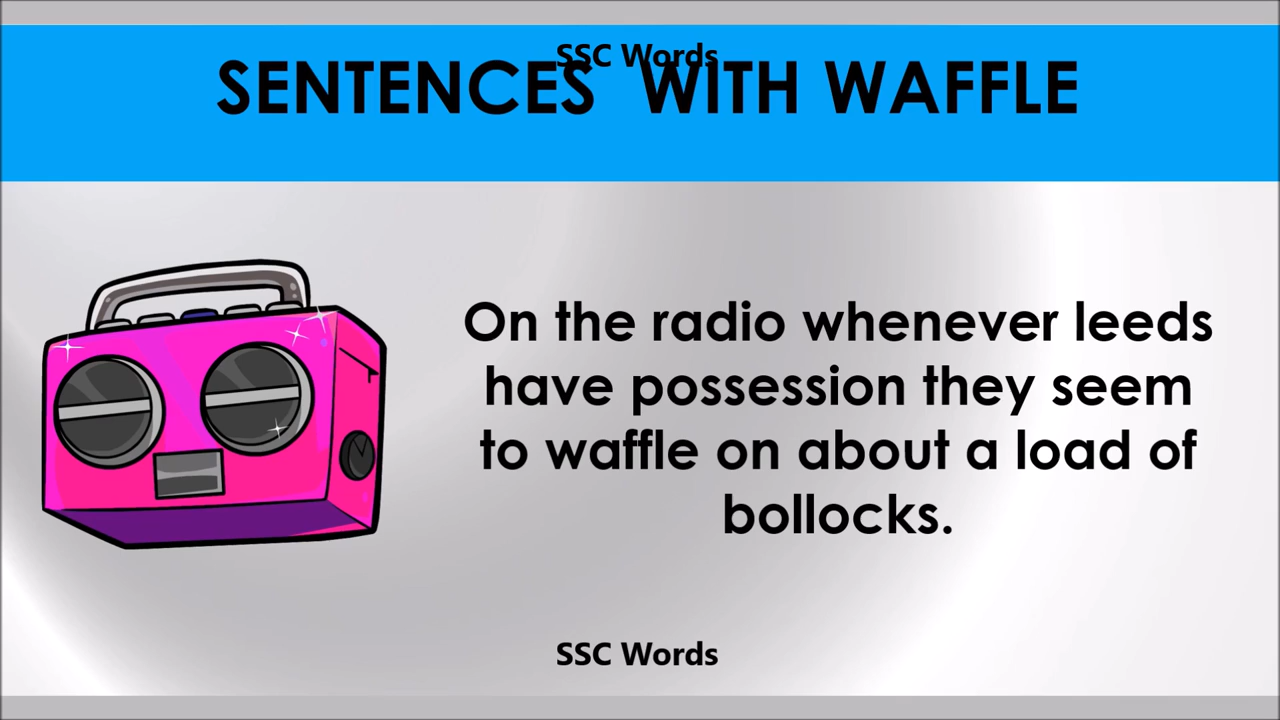 SSC Words
SENTENCES WITH WAFFLE
On the radio whenever leeds
have possession they seem
to waffle on about a load of
bollocks.
SSC Words